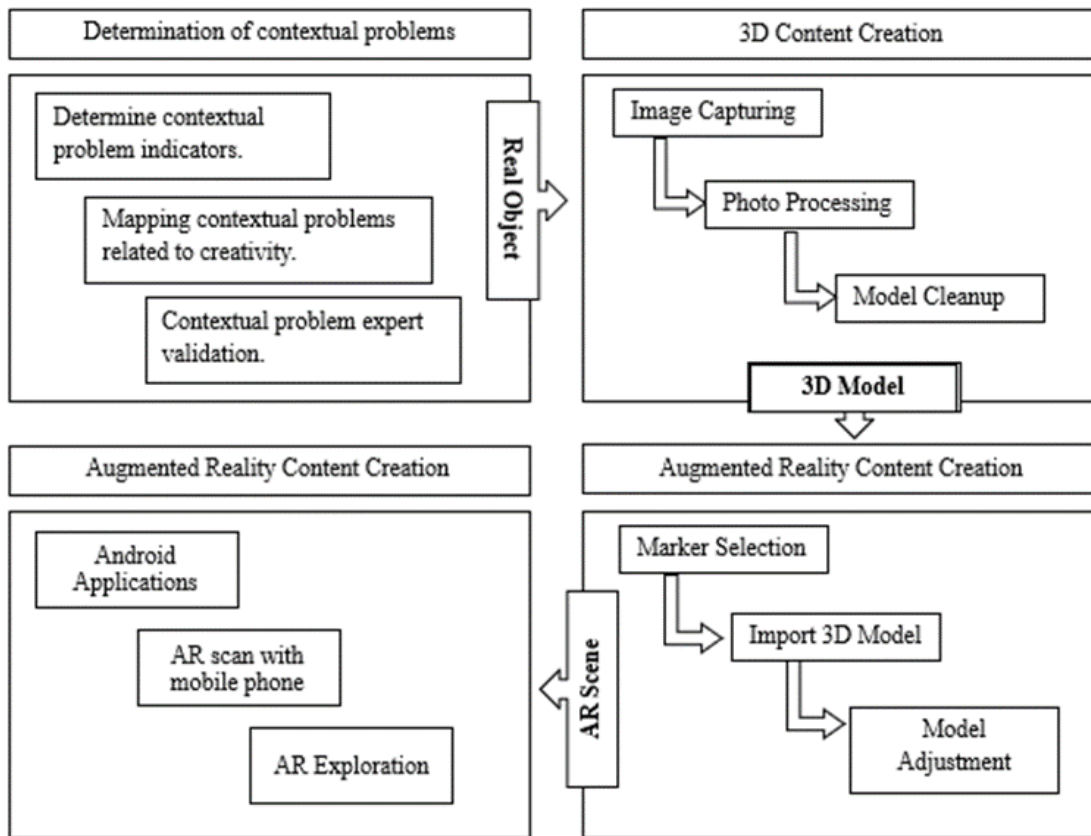 Determination of contextual problems
Determine contextual
problem indicators.
Mapping contextual problems
related to creativity.
Contextual problem expert
validation.
Real Object
3D Content Creation
Image Capturing
Photo Processing
Model Cleanup
3D Model
Augmented Reality Content Creation
Marker Selection
Import 3D Model
Model
Adjustment
AR Scene
Augmented Reality Content Creation
Android
Applications
AR scan with
mobile phone
AR Exploration